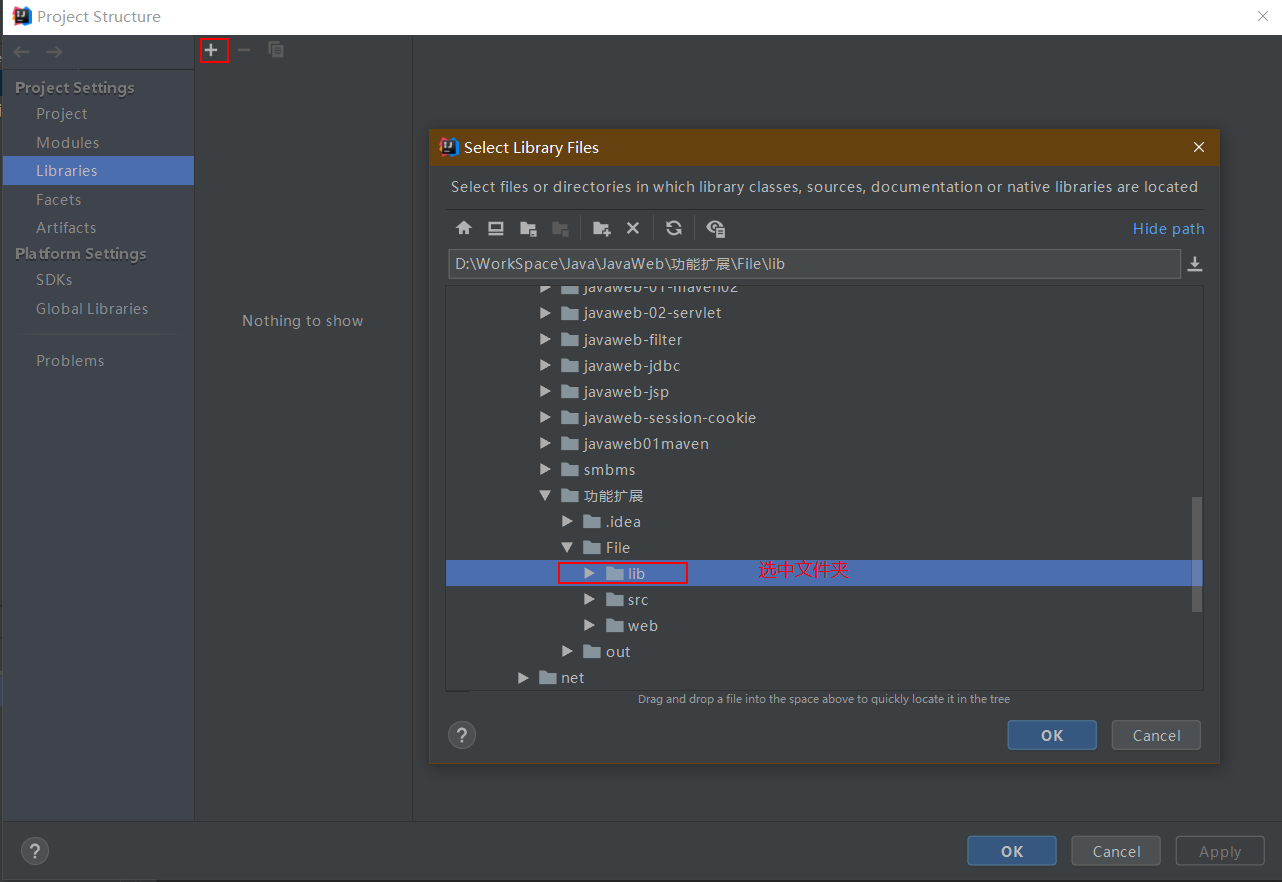 Project Structure
Project Settings
Project
Modules
Libraries
Facets
Artifacts
Platform Settings
SDKs
Global Libraries
Problems
Nothing to show
Select Library Files
Select files or directories in which library classes, sources, documentation or native libraries are located
Hide path
D:\WorkSpace\Java\JavaWeb\功能扩展\File\lib
javaweb-01-maven02
javaweb-02-servlet
javaweb-filter
javaweb-jdbc
javaweb-jsp
javaweb-session-cookie
javaweb01maven
smbms
功能扩展
.idea
File
lib 选中文件夹
src
web
out
net
Drag and drop a file into the space above to quickly locate it in the tree
? OK Cancel
? OK Cancel Apply